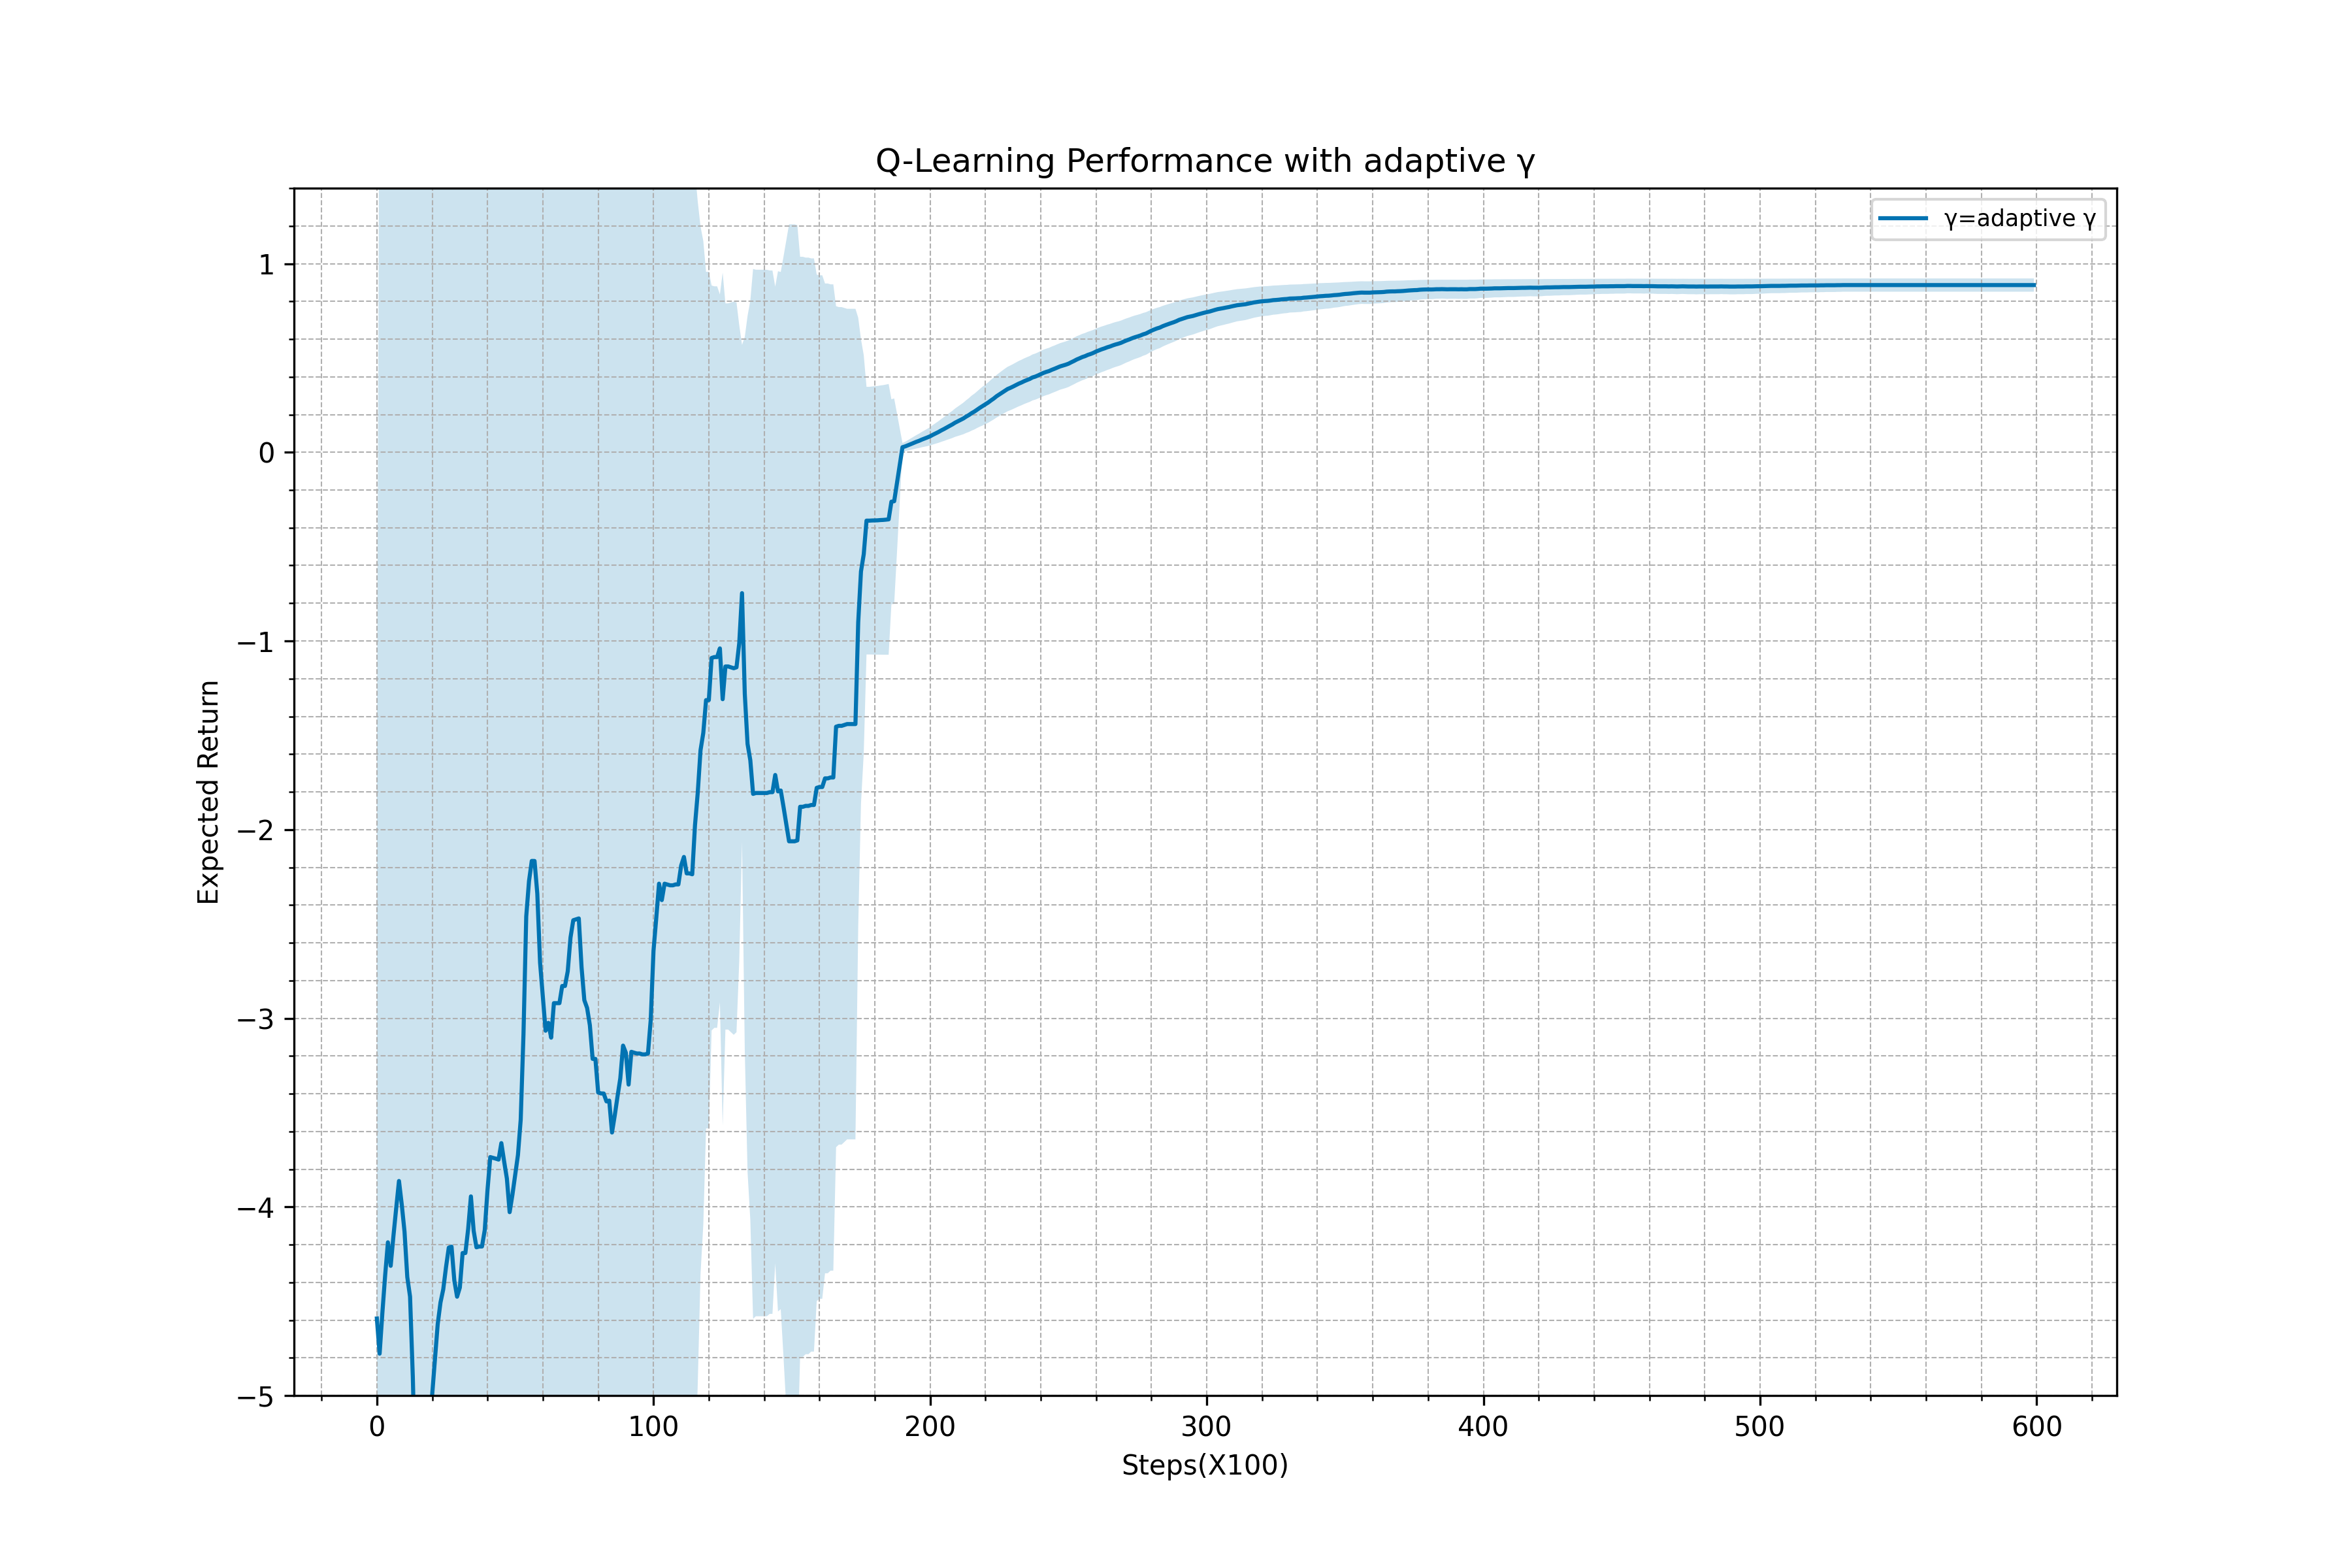 Q-Learning Performance with adaptive γ
γ=adaptive γ
Expected Return
1
0
−1
−2
−3
−4
−5
0 100 200 300 400 500 600
Steps(X100)